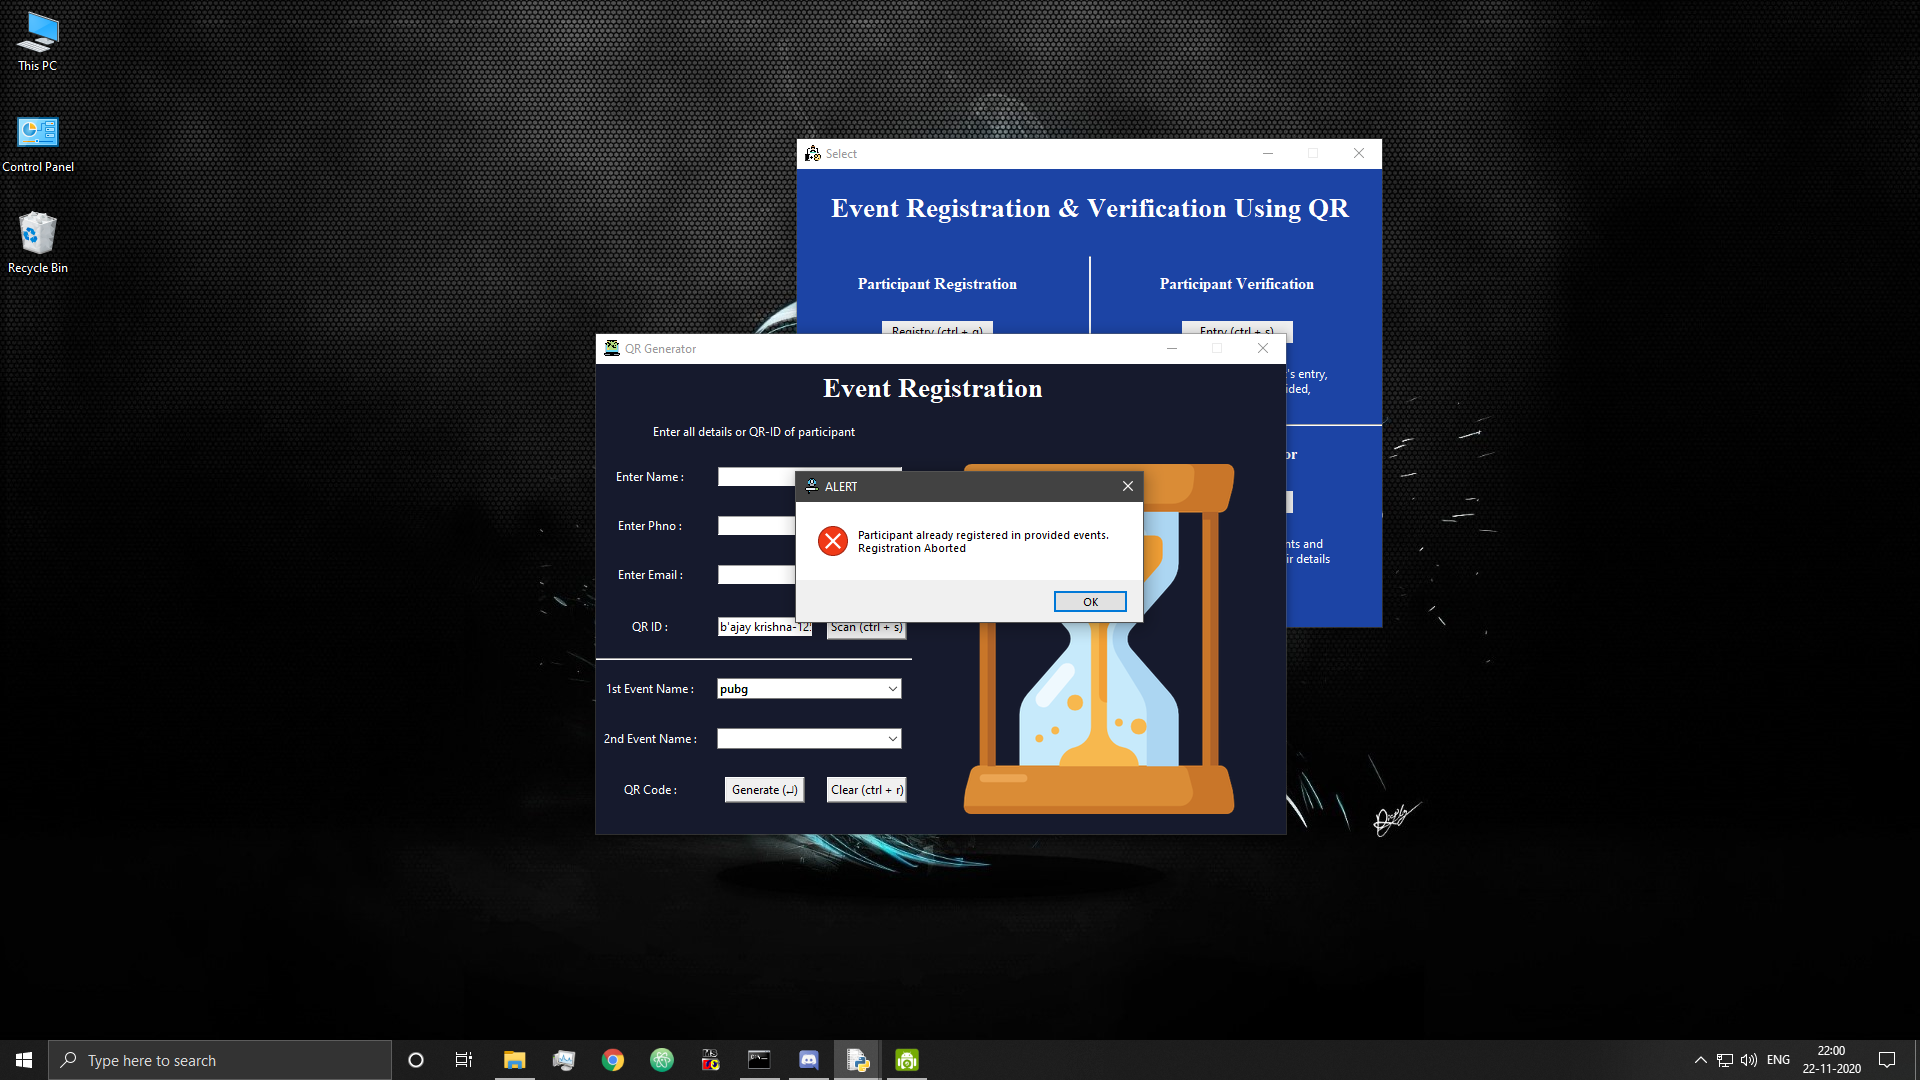 This PC
Control Panel
Recycle Bin
Select
Event Registration & Verification Using QR
Participant Registration
Participant Verification
Registry (ctrl + q)
Entry (ctrl + s)
's entry,
ided,
or
nts and
ir details
QR Generator
Event Registration
Enter all details or QR-ID of participant
Enter Name :
Enter Phno :
Enter Email :
QR ID :
b'ajay krishna-12
Scan (ctrl + s)
ALERT
Participant already registered in provided events.
Registration Aborted
OK
1st Event Name :
pubg
2nd Event Name :
QR Code :
Generate (↵)
Clear (ctrl + r)
Type here to search
ENG
22:00
22-11-2020